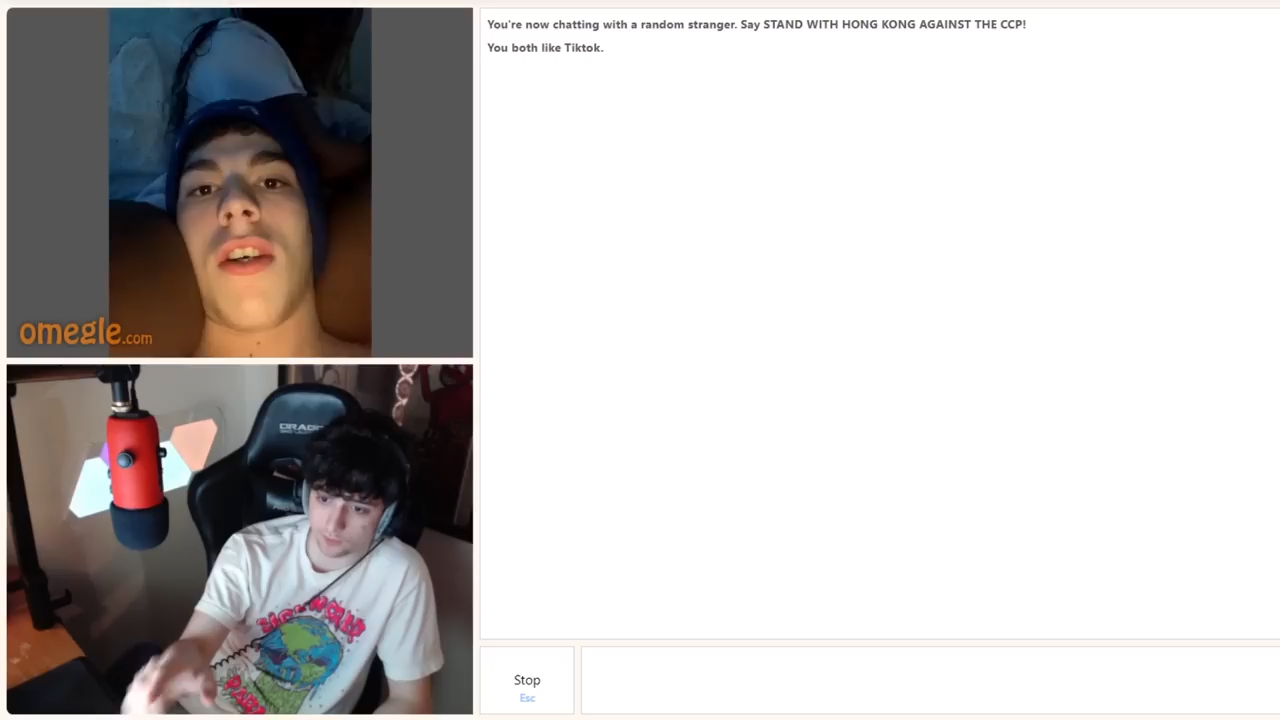 You're now chatting with a random stranger. Say STAND WITH HONG KONG AGAINST THE CCP!
You both like Tiktok.
omegle.com
Stop
Esc